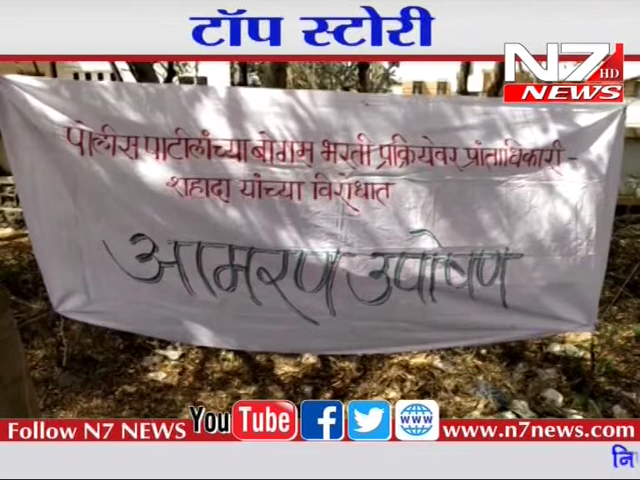 टॉप स्टोरी
N7 HD
NEWS
पोलीस पाटीलांच्या बोगस भरती प्रक्रियेवर प्रांताधिकारी -
शहादा यांच्या विरोधात
आमरण उपोषण
Follow N7 NEWS YouTube www.n7news.com
नि